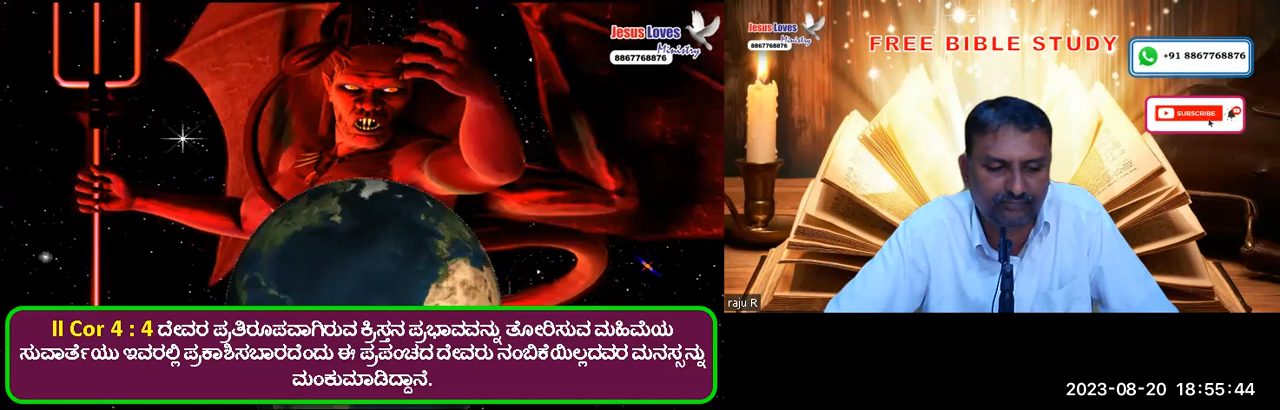 Jesus Loves
Ministry
8867768876
Jesus Loves
Ministry
8867768876
FREE BIBLE STUDY
+91 8867768876
SUBSCRIBE
raju R
II Cor 4 : 4 ದೇವರ ಪ್ರತಿರೂಪವಾಗಿರುವ ಕ್ರಿಸ್ತನ ಪ್ರಭಾವವನ್ನು ತೋರಿಸುವ ಮಹಿಮೆಯ
ಸುವಾರ್ತೆಯು ಇವರಲ್ಲಿ ಪ್ರಕಾಶಿಸಬಾರದೆಂದು ಈ ಪ್ರಪಂಚದ ದೇವರು ನಂಬಿಕೆಯಿಲ್ಲದವರ ಮನಸ್ಸನ್ನು
ಮಂಕುಮಾಡಿದ್ದಾನೆ.
2023-08-20 18:55:44